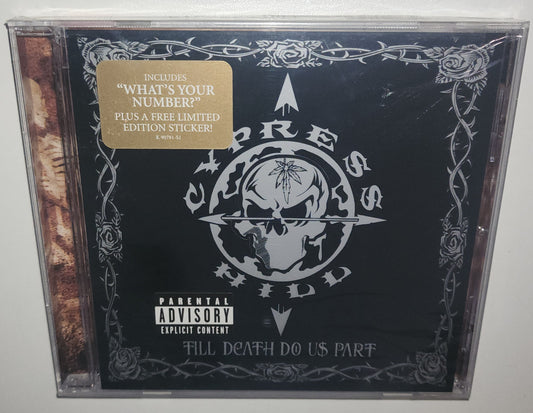 INCLUDES
"WHAT'S YOUR
NUMBER?"
PLUS A FREE LIMITED
EDITION STICKER!
CYPRESS
HILL
PARENTAL
ADVISORY
EXPLICIT CONTENT
TILL DEATH DO U$ PART